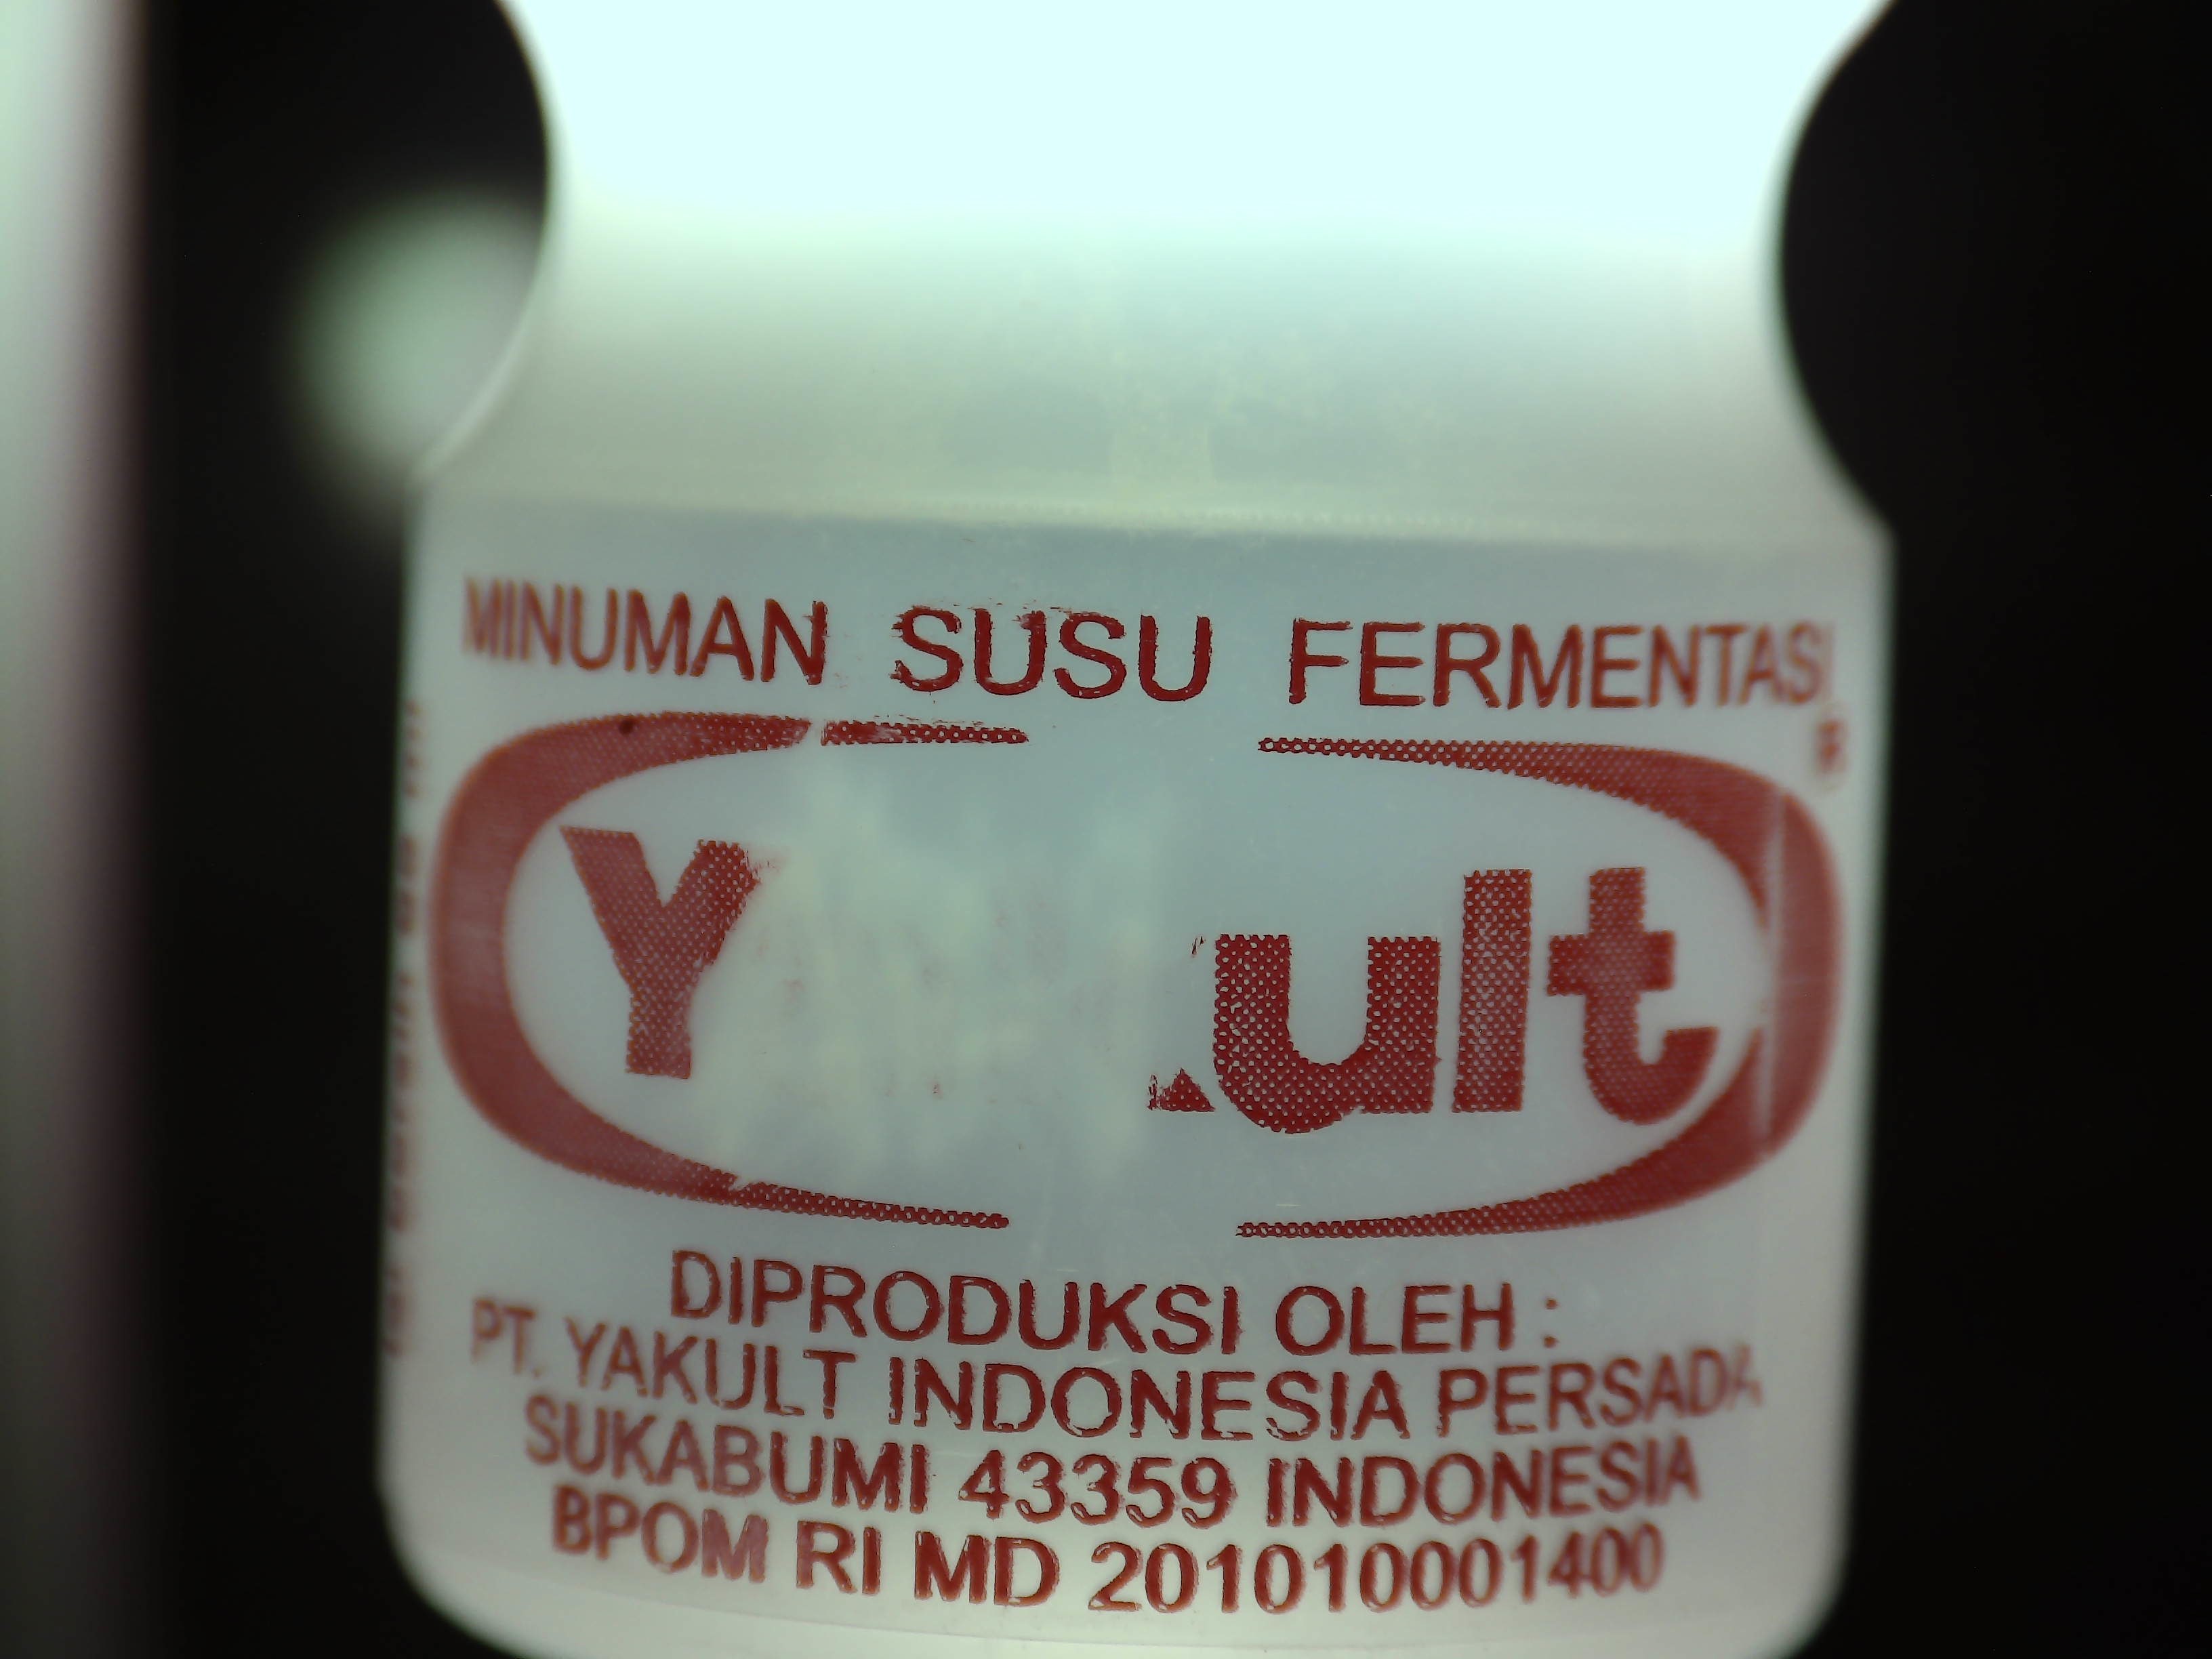 MINUMAN SUSU FERMENTASI
Y ult
DIPRODUKSI OLEH :
PT. YAKULT INDONESIA PERSADA
SUKABUMI 43359 INDONESIA
BPOM RI MD 201010001400